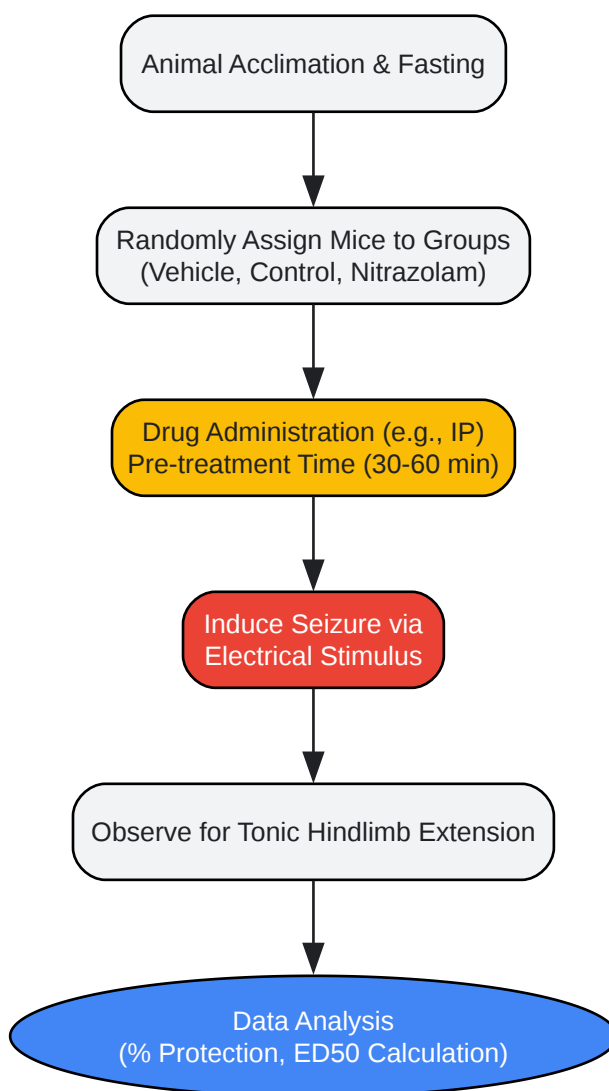 Animal Acclimation & Fasting
Randomly Assign Mice to Groups
(Vehicle, Control, Nitrazolam)
Drug Administration (e.g., IP)
Pre-treatment Time (30-60 min)
Induce Seizure via
Electrical Stimulus
Observe for Tonic Hindlimb Extension
Data Analysis
(% Protection, ED50 Calculation)